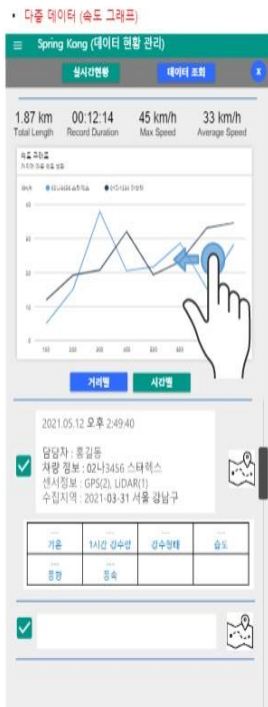 • 다중 데이터 (속도 그래프)
Spring Kong (데이터 현황 관리)
실시간현황 데이터 조회 x
1.87 km 00:12:14 45 km/h 33 km/h
Total Length Record Duration Max Speed Average Speed
속도 그래프
거리별 시간별
2021.05.12 오후 2:49:40
담당자 : 홍길동
차량 정보 : 02나3456 스타렉스
센서정보 : GPS(2), LiDAR(1)
수집지역 : 2021-03-31 서울 강남구
기온 1시간 강수량 강수형태 습도
풍향 풍속